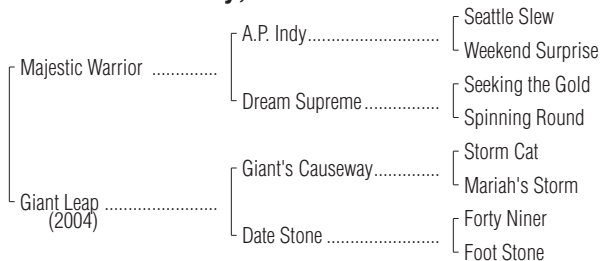 Seattle Slew
A.P. Indy..............................
Weekend Surprise
Majestic Warrior ...............
Seeking the Gold
Dream Supreme.................
Spinning Round
Storm Cat
Giant's Causeway...............
Mariah's Storm
Giant Leap .........................
(2004)
Forty Niner
Date Stone .........................
Foot Stone